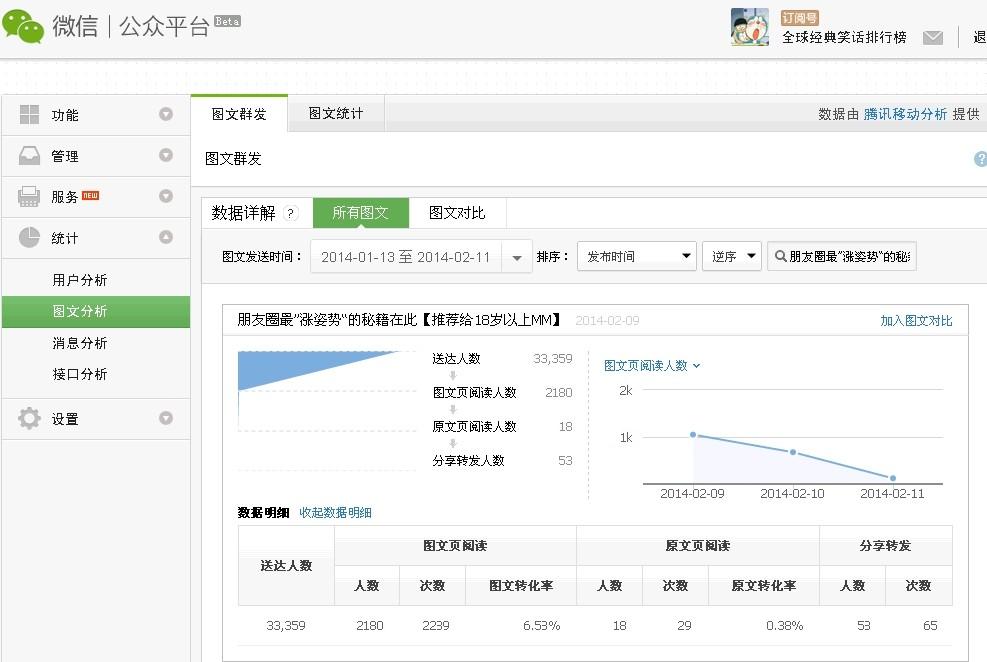 微信 | 公众平台 Beta
订阅号
全球经典笑话排行榜
退
功能
管理
服务 NEW
统计
用户分析
图文分析
消息分析
接口分析
设置
图文群发 图文统计 数据由 腾讯移动分析 提供
图文群发 ?
数据详解 ? 所有图文 图文对比
图文发送时间： 2014-01-13 至 2014-02-11 排序： 发布时间 逆序 朋友圈最"涨姿势"的秘
朋友圈最"涨姿势"的秘籍在此【推荐给18岁以上MM】 2014-02-09 加入图文对比
送达人数 33,359
图文页阅读人数 2180
原文页阅读人数 18
分享转发人数 53
图文页阅读人数
2k
1k
2014-02-09 2014-02-10 2014-02-11
数据明细 收起数据明细
送达人数 图文页阅读 原文页阅读 分享转发
人数 次数 图文转化率 人数 次数 原文转化率 人数 次数
33,359 2180 2239 6.53% 18 29 0.38% 53 65